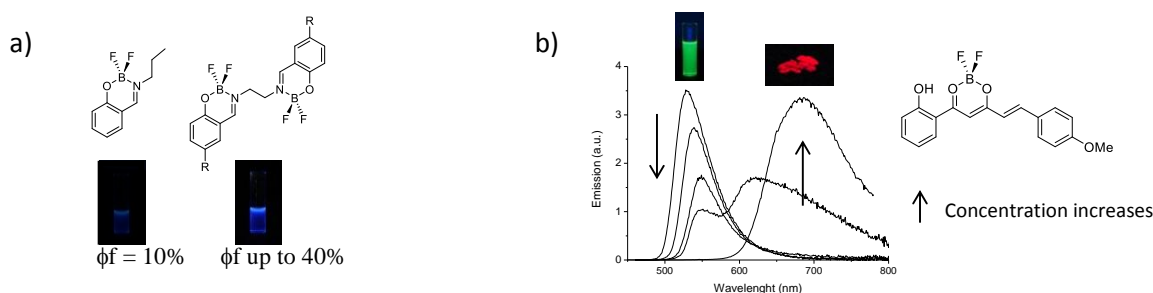 a)
R
F
F
B
O
N
F
F
B
O
N
N
O
B
F
F
R
ϕf = 10%
ϕf up to 40%
b)
Emission (a.u.)
4
3
2
1
0
500
600
700
800
Wavelenght (nm)
F
F
B
OH
O
O
OMe
Concentration increases